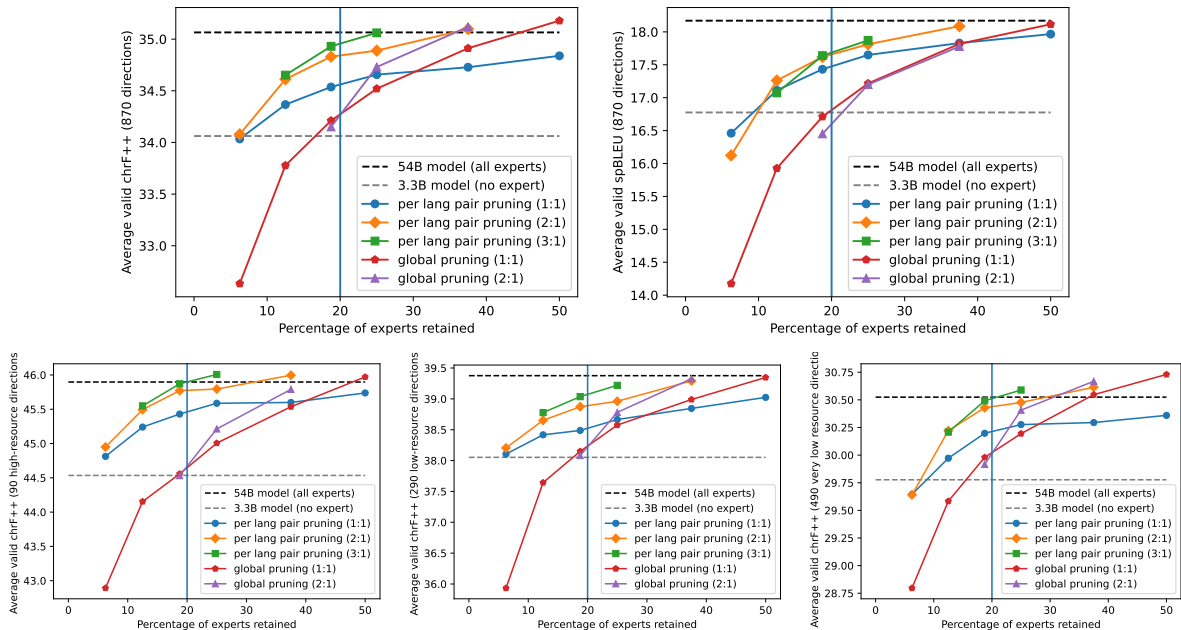 Average valid chrF++ (870 directions)
35.0
34.5
34.0
33.5
33.0
0
10
20
30
40
50
Percentage of experts retained
54B model (all experts)
3.3B model (no expert)
per lang pair pruning (1:1)
per lang pair pruning (2:1)
per lang pair pruning (3:1)
global pruning (1:1)
global pruning (2:1)
Average valid spBLEU (870 directions)
18.0
17.5
17.0
16.5
16.0
15.5
15.0
14.5
14.0
0
10
20
30
40
50
Percentage of experts retained
54B model (all experts)
3.3B model (no expert)
per lang pair pruning (1:1)
per lang pair pruning (2:1)
per lang pair pruning (3:1)
global pruning (1:1)
global pruning (2:1)
Average valid chrF++ (90 high-resource directions
46.0
45.5
45.0
44.5
44.0
43.5
43.0
0
10
20
30
40
50
Percentage of experts retained
54B model (all experts)
3.3B model (no expert)
per lang pair pruning (1:1)
per lang pair pruning (2:1)
per lang pair pruning (3:1)
global pruning (1:1)
global pruning (2:1)
Average valid chrF++ (290 low-resource directions
39.5
39.0
38.5
38.0
37.5
37.0
36.5
36.0
0
10
20
30
40
50
Percentage of experts retained
54B model (all experts)
3.3B model (no expert)
per lang pair pruning (1:1)
per lang pair pruning (2:1)
per lang pair pruning (3:1)
global pruning (1:1)
global pruning (2:1)
Average valid chrF++ (490 very low resource directio
30.75
30.50
30.25
30.00
29.75
29.50
29.25
29.00
28.75
0
10
20
30
40
50
Percentage of experts retained
54B model (all experts)
3.3B model (no expert)
per lang pair pruning (1:1)
per lang pair pruning (2:1)
per lang pair pruning (3:1)
global pruning (1:1)
global pruning (2:1)